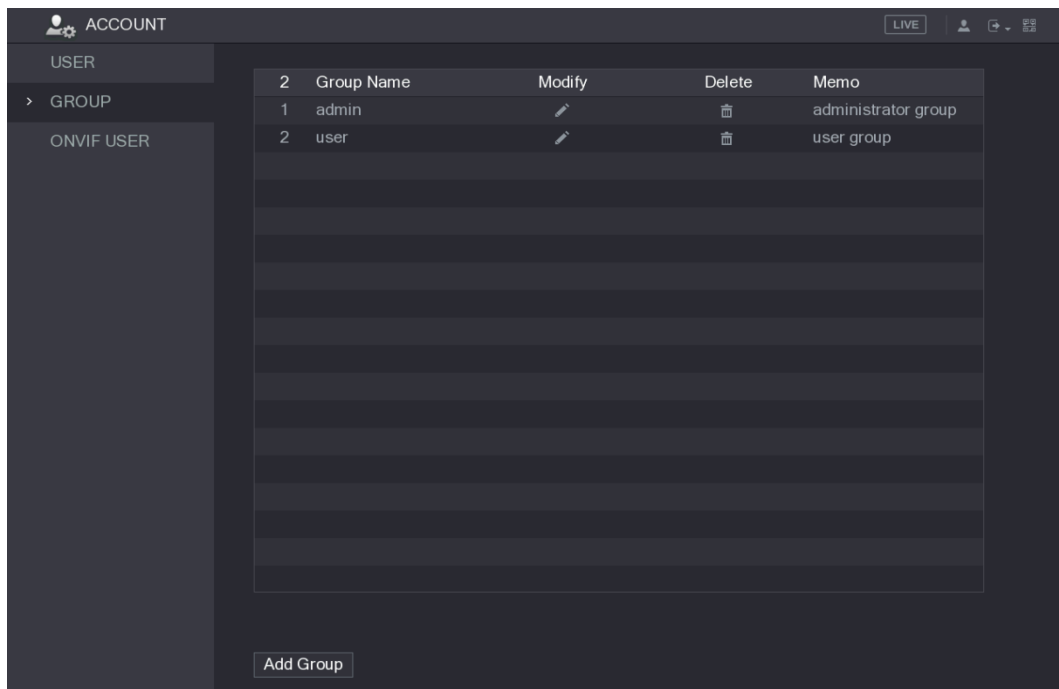 ACCOUNT LIVE
USER
GROUP
ONVIF USER
2 Group Name Modify Delete Memo
1 admin administrator group
2 user user group
Add Group